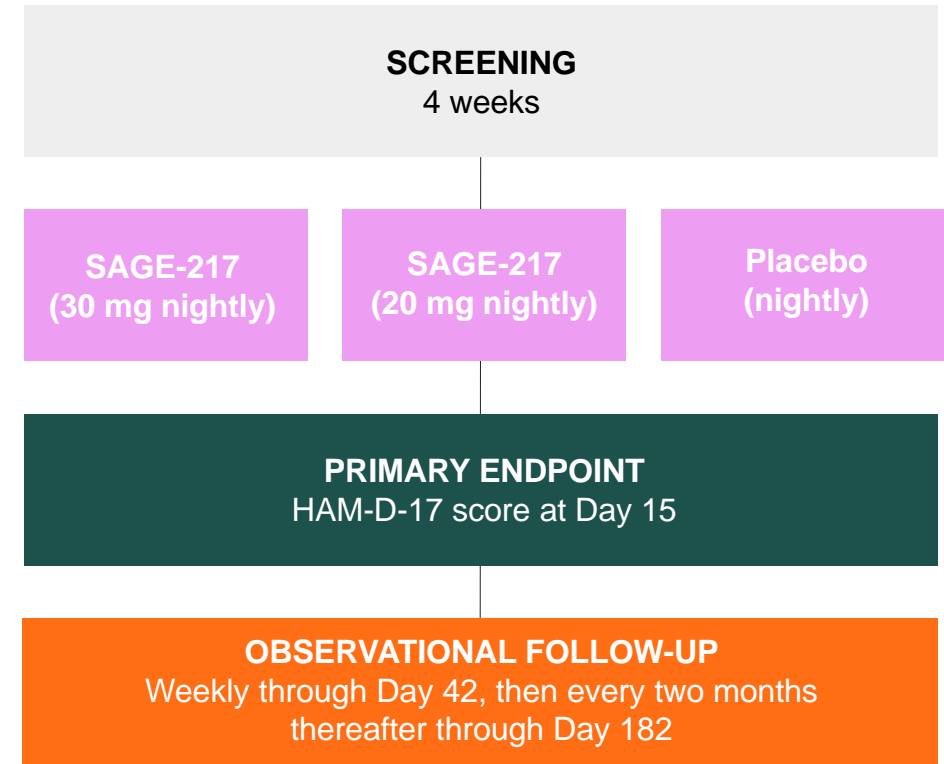 SCREENING
4 weeks
SAGE-217
(30 mg nightly)
SAGE-217
(20 mg nightly)
Placebo
(nightly)
PRIMARY ENDPOINT
HAM-D-17 score at Day 15
OBSERVATIONAL FOLLOW-UP
Weekly through Day 42, then every two months
thereafter through Day 182